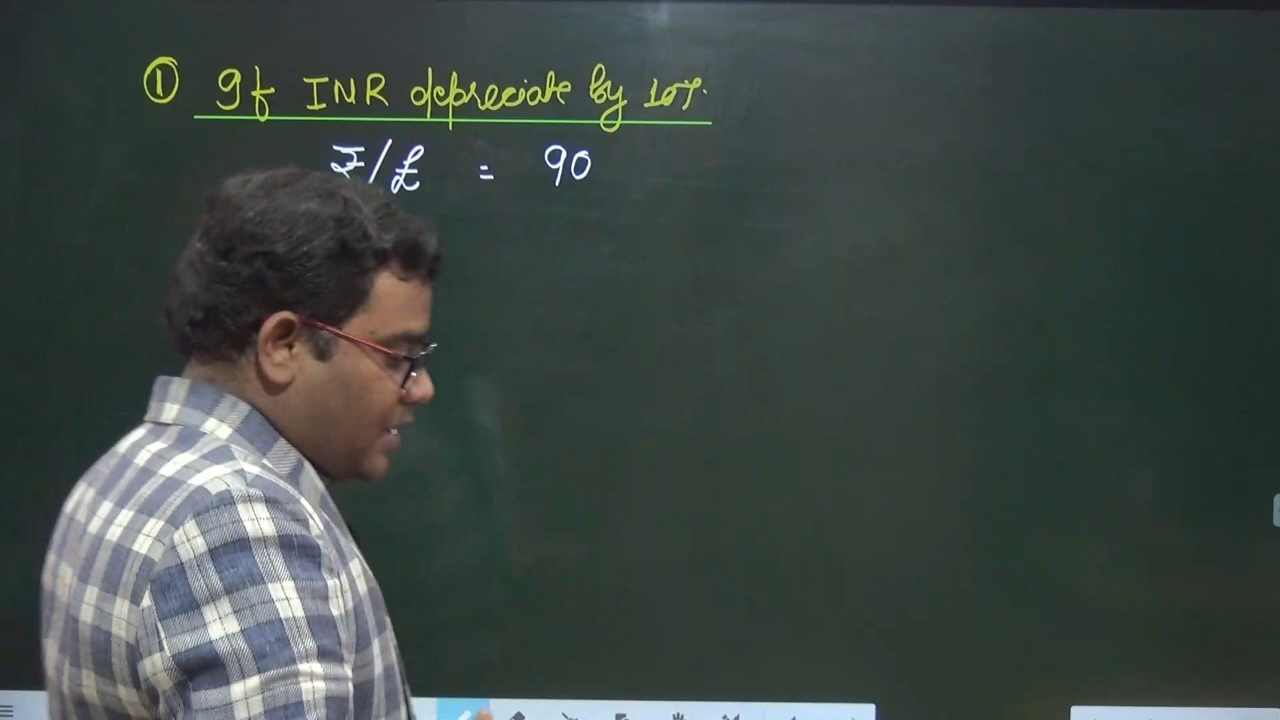 ① If INR depreciate by 10%.
₹/£ = 90